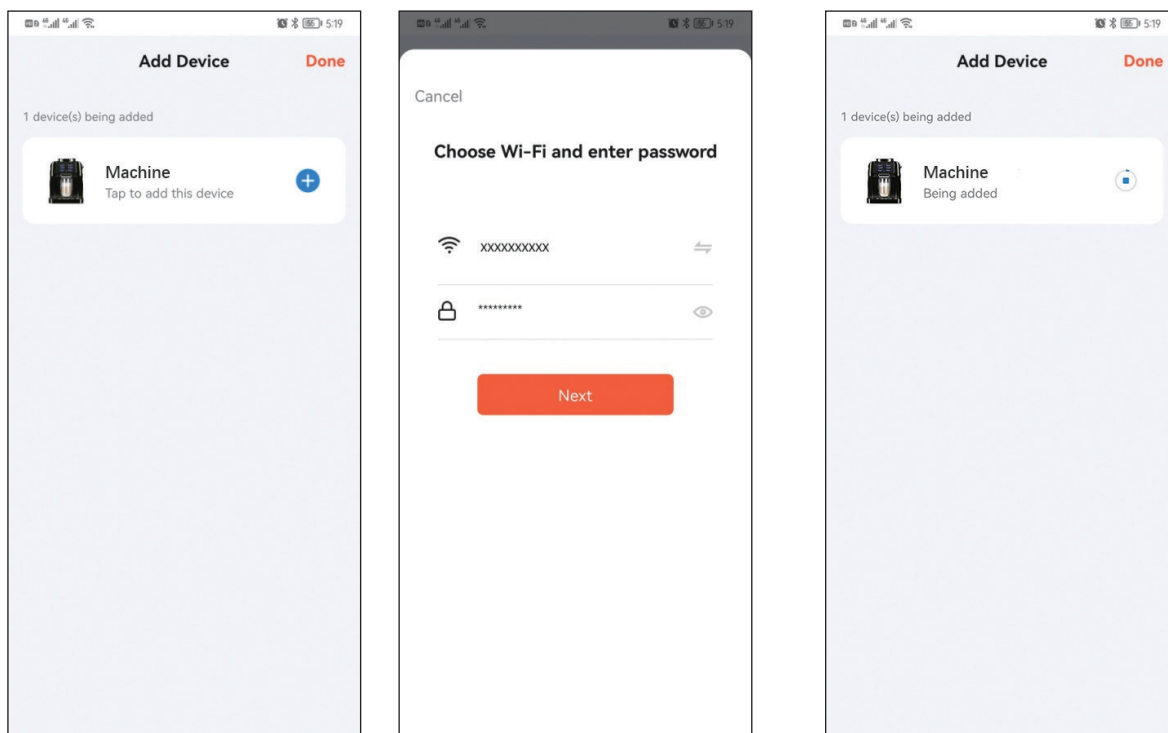 5:19
Add Device
Done
1 device(s) being added
Machine
Tap to add this device
5:19
Cancel
Choose Wi-Fi and enter password
xxxxxxxxxx
*********
Next
5:19
Add Device
Done
1 device(s) being added
Machine
Being added